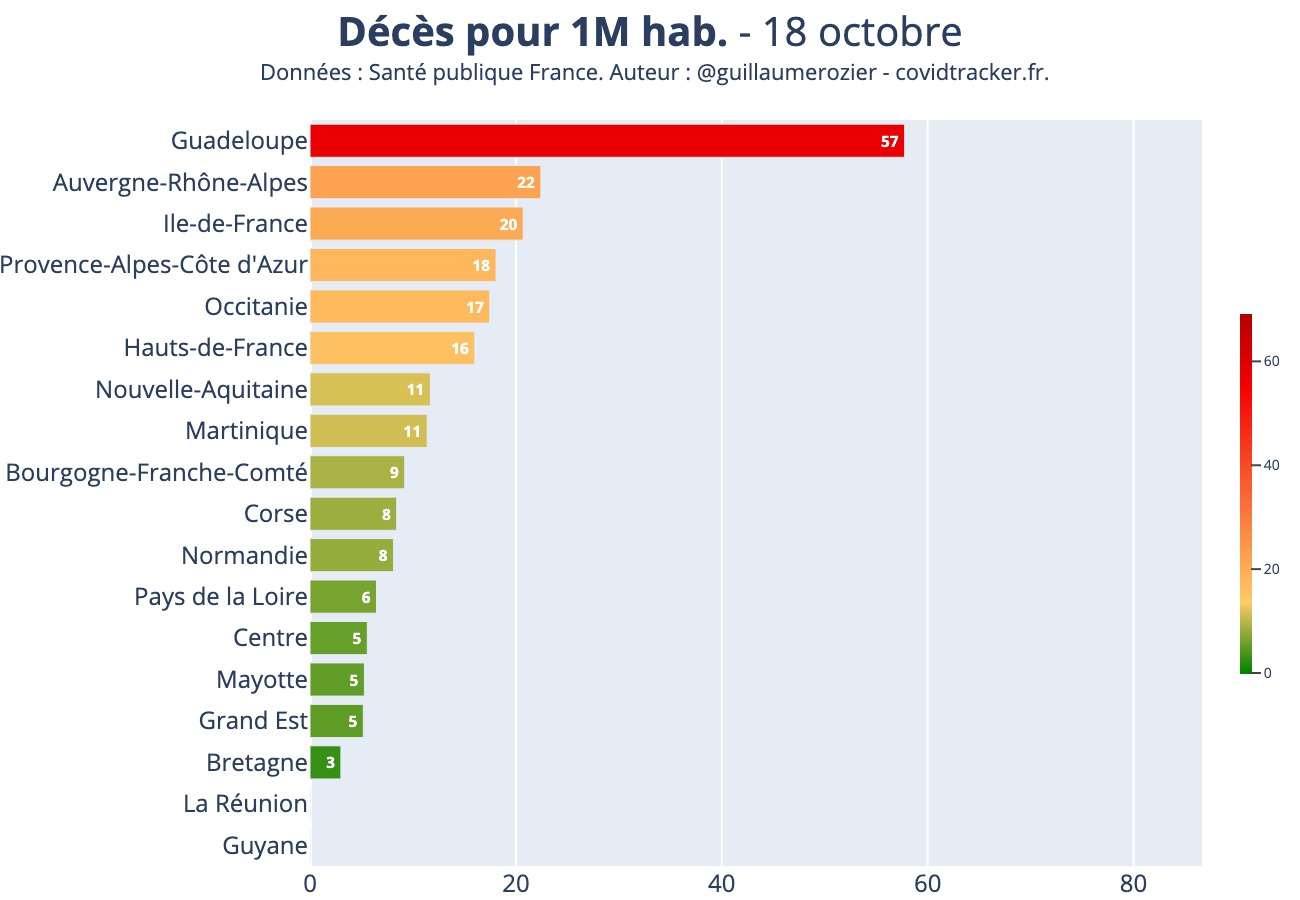 Décès pour 1M hab. - 18 octobre
Données : Santé publique France. Auteur : @guillaumerozier - covidtracker.fr.
Guadeloupe 57
Auvergne-Rhône-Alpes 22
Ile-de-France 20
Provence-Alpes-Côte d'Azur 18
Occitanie 17
Hauts-de-France 16
Nouvelle-Aquitaine 11
Martinique 11
Bourgogne-Franche-Comté 9
Corse 8
Normandie 8
Pays de la Loire 6
Centre 5
Mayotte 5
Grand Est 5
Bretagne 3
La Réunion
Guyane
0 20 40 60 80
60
40
20
0